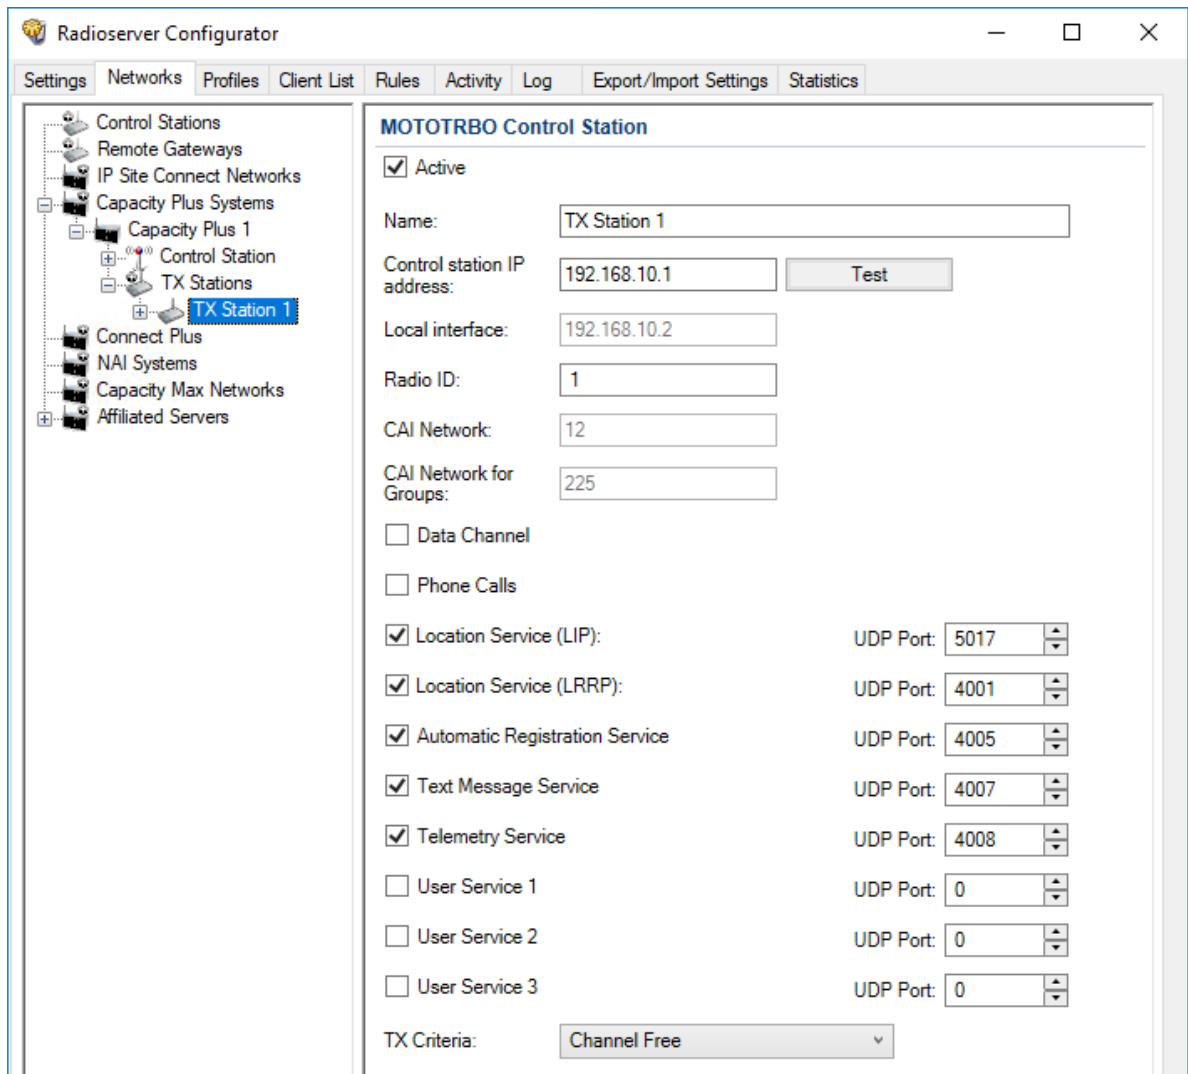 Radioserver Configurator
Settings Networks Profiles Client List Rules Activity Log Export/Import Settings Statistics
Control Stations
Remote Gateways
IP Site Connect Networks
Capacity Plus Systems
Capacity Plus 1
Control Station
TX Stations
TX Station 1
Connect Plus
NAI Systems
Capacity Max Networks
Affiliated Servers
MOTOTRBO Control Station
Active
Name: TX Station 1
Control station IP
address: 192.168.10.1 Test
Local interface: 192.168.10.2
Radio ID: 1
CAI Network: 12
CAI Network for
Groups: 225
Data Channel
Phone Calls
Location Service (LIP): UDP Port: 5017
Location Service (LRRP): UDP Port: 4001
Automatic Registration Service UDP Port: 4005
Text Message Service UDP Port: 4007
Telemetry Service UDP Port: 4008
User Service 1 UDP Port: 0
User Service 2 UDP Port: 0
User Service 3 UDP Port: 0
TX Criteria: Channel Free